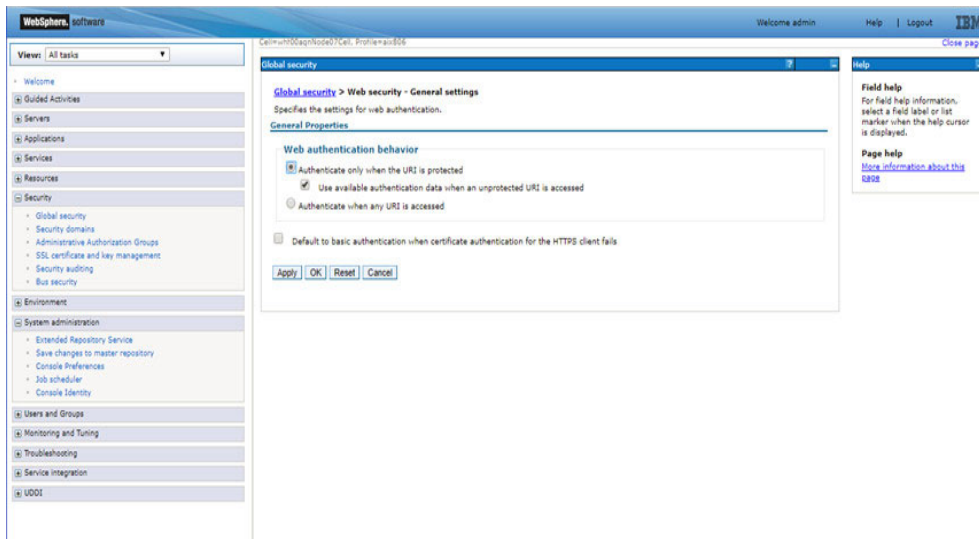 WebSphere. software
Welcome admin
Help | Logout
IBM
View: All tasks
Welcome
Guided Activities
Servers
Applications
Services
Resources
Security
Global security
Security domains
Administrative Authorization Groups
SSL certificate and key management
Security auditing
Bus security
Environment
System administration
Extended Repository Service
Save changes to master repository
Console Preferences
Job scheduler
Console Identity
Users and Groups
Monitoring and Tuning
Troubleshooting
Service integration
UDDI
Close pag
Global security
?
Global security > Web security - General settings
Specifies the settings for web authentication.
General Properties
Web authentication behavior
Authenticate only when the URI is protected
Use available authentication data when an unprotected URI is accessed
Authenticate when any URI is accessed
Default to basic authentication when certificate authentication for the HTTPS client fails
Apply OK Reset Cancel
Help
Field help
For field help information,
select a field label or list
marker when the help cursor
is displayed.
Page help
More information about this
page